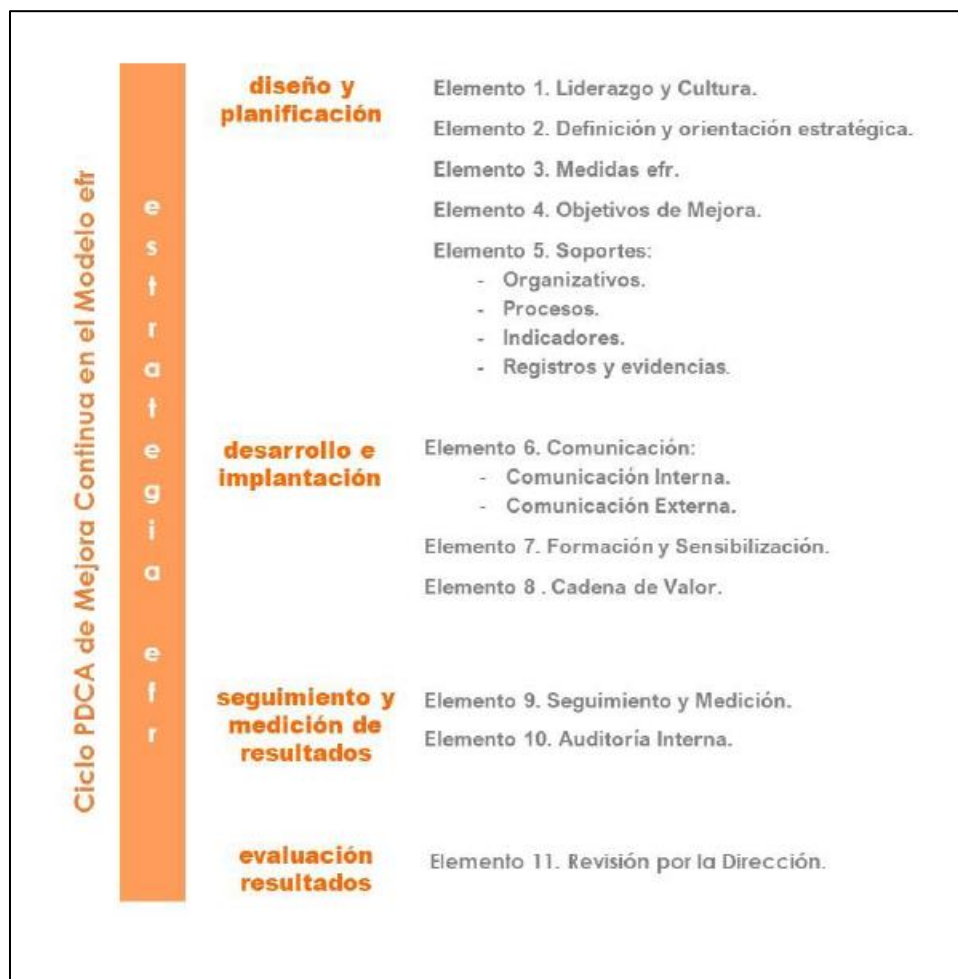 Ciclo PDCA de Mejora Continua en el Modelo efr
estrategia efr
diseño y
planificación
Elemento 1. Liderazgo y Cultura.
Elemento 2. Definición y orientación estratégica.
Elemento 3. Medidas efr.
Elemento 4. Objetivos de Mejora.
Elemento 5. Soportes:
- Organizativos.
- Procesos.
- Indicadores.
- Registros y evidencias.
desarrollo e
implantación
Elemento 6. Comunicación:
- Comunicación Interna.
- Comunicación Externa.
Elemento 7. Formación y Sensibilización.
Elemento 8 . Cadena de Valor.
seguimiento y
medición de
resultados
Elemento 9. Seguimiento y Medición.
Elemento 10. Auditoría Interna.
evaluación
resultados
Elemento 11. Revisión por la Dirección.